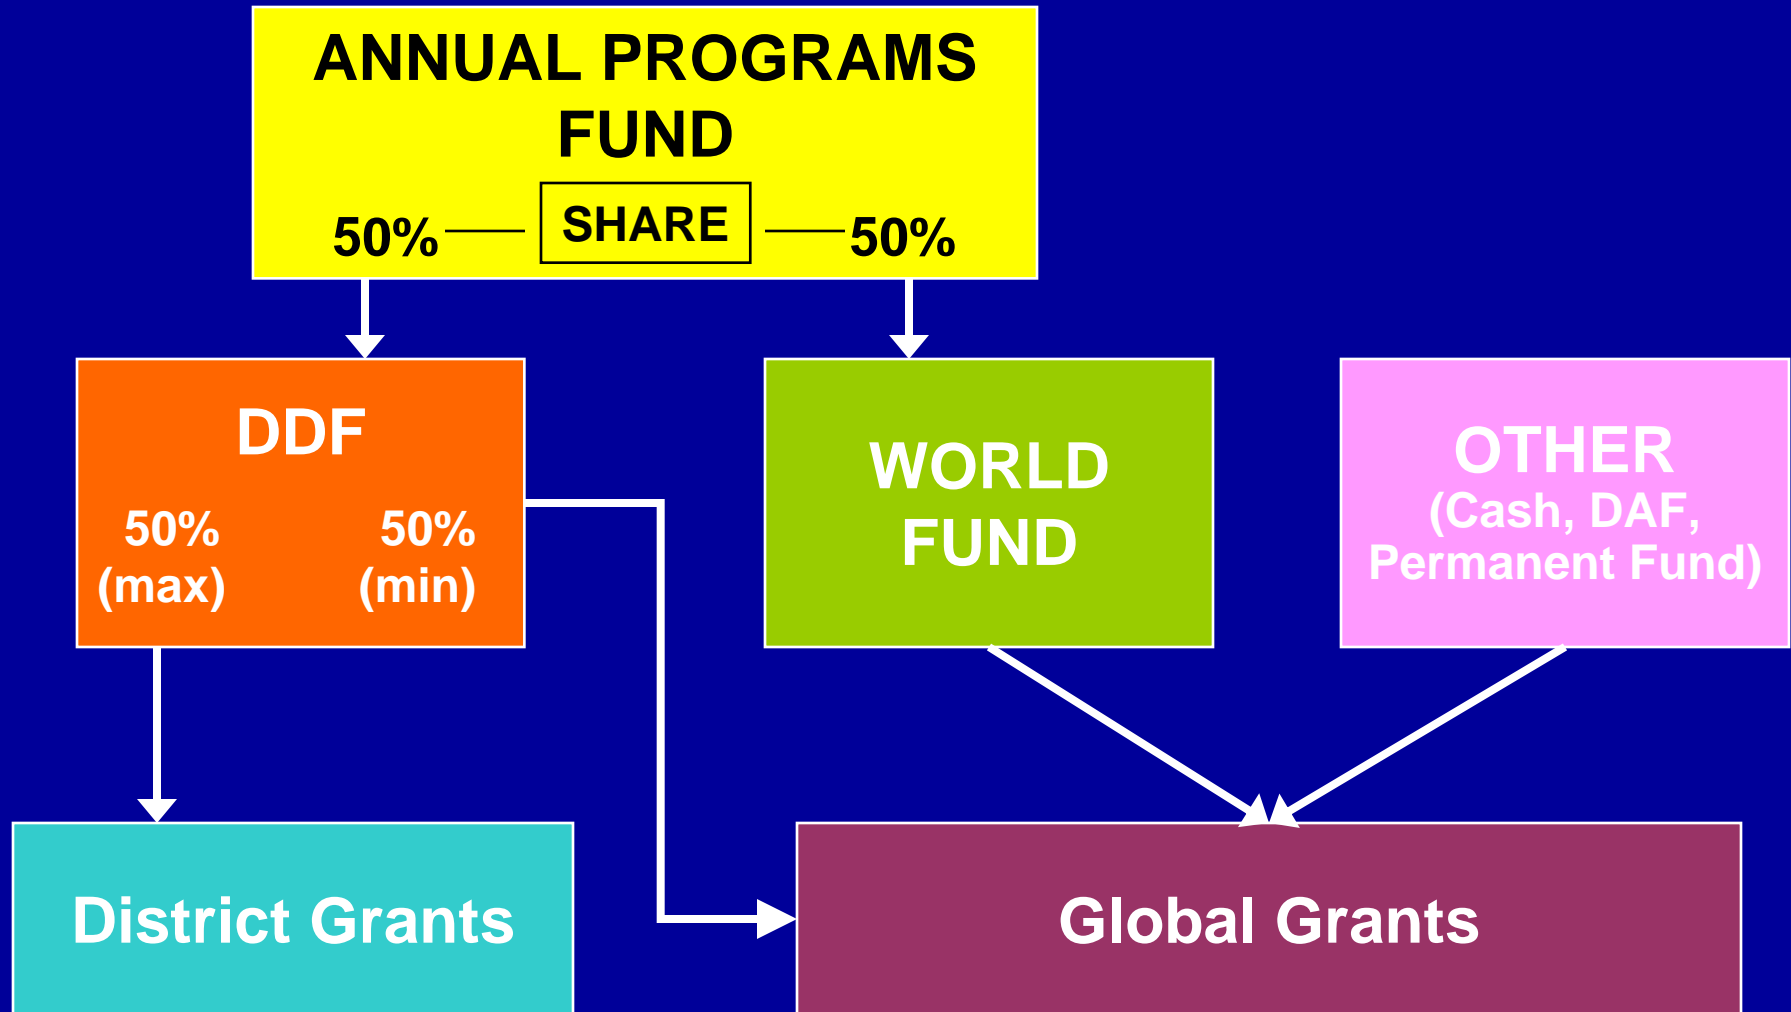 ANNUAL PROGRAMS
FUND
50% SHARE 50%
DDF
50% 50%
(max) (min)
WORLD
FUND
OTHER
(Cash, DAF,
Permanent Fund)
District Grants
Global Grants